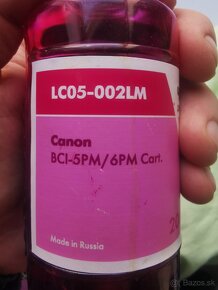 LC05-002LM
Canon
BCI-5PM/6PM Cart.
Made in Russia
Bazos.sk